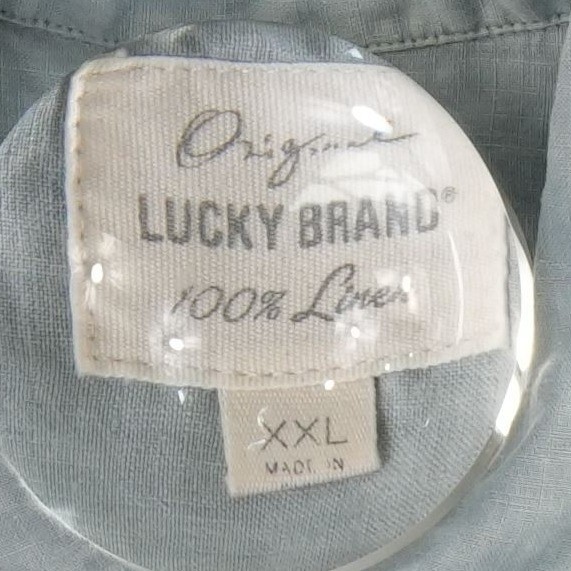 Original
LUCKY BRAND®
100% Linen
XXL
MADE IN